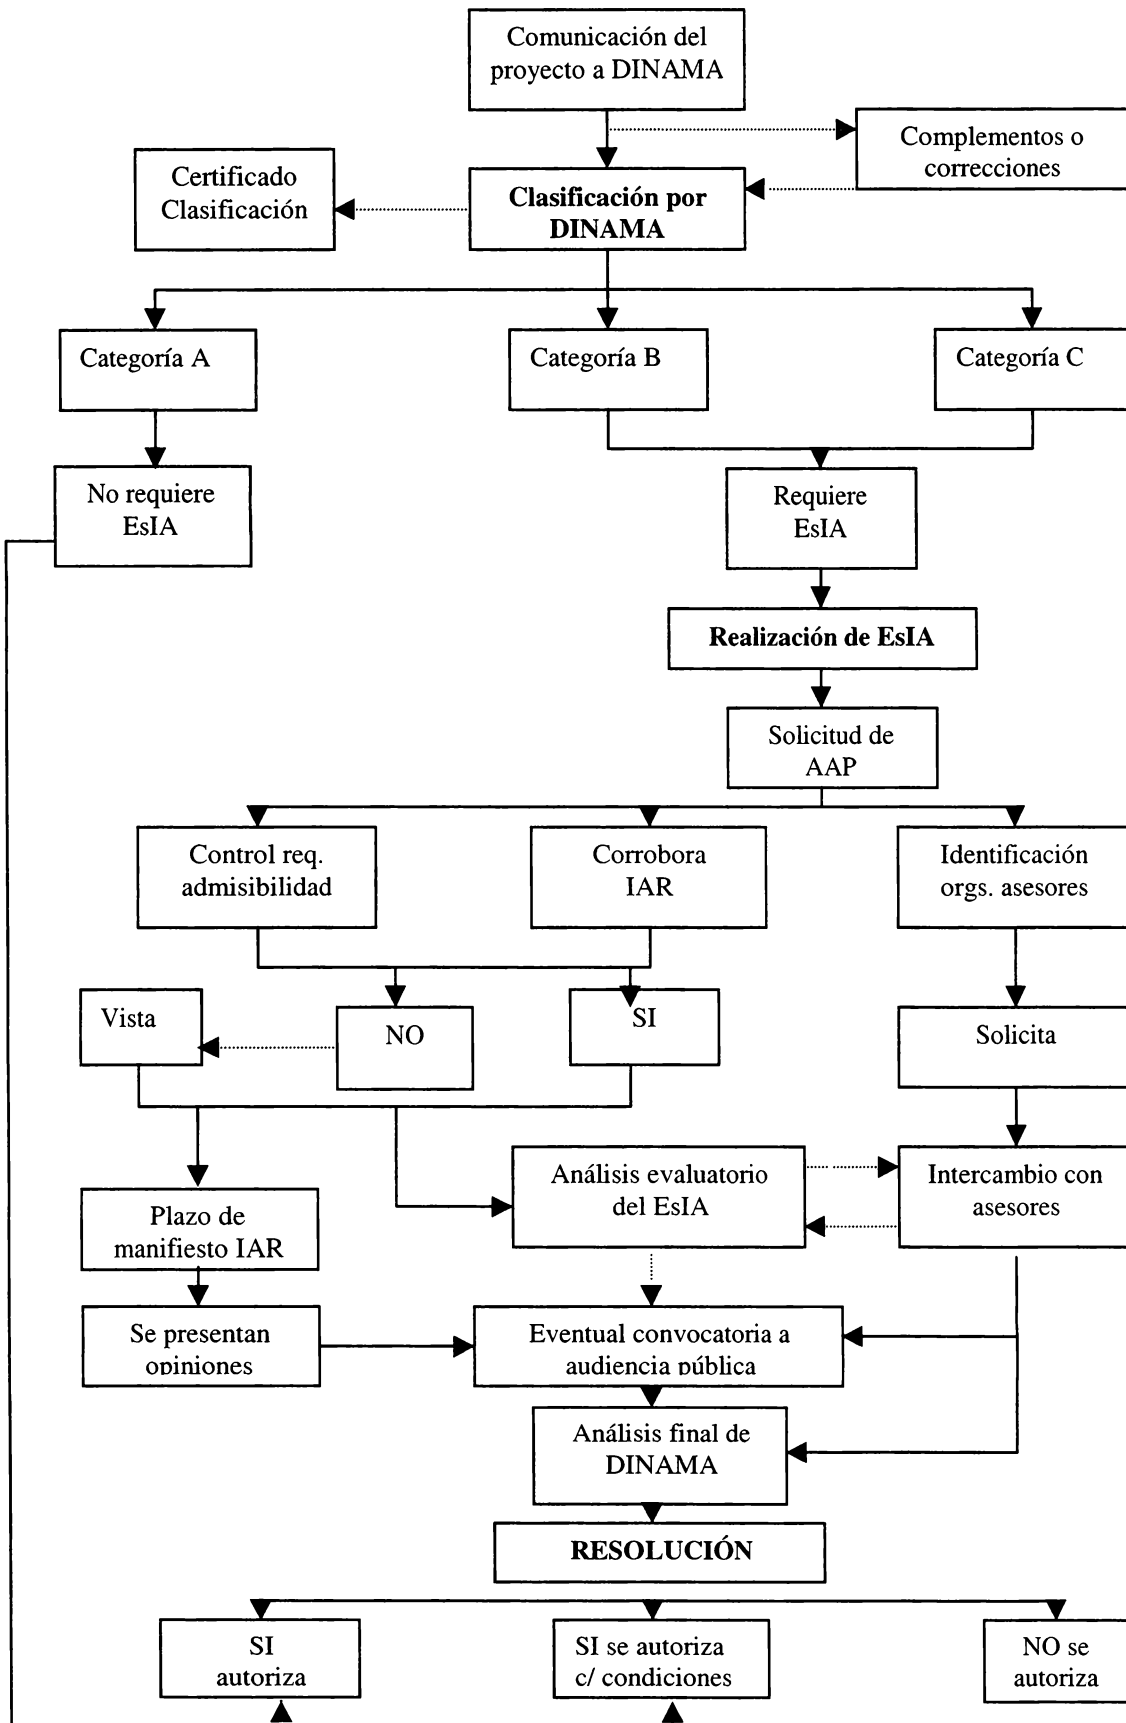 Comunicación del
proyecto a DINAMA
Complementos o
correcciones
Certificado
Clasificación
Clasificación por
DINAMA
Categoría A
Categoría B
Categoría C
No requiere
EsIA
Requiere
EsIA
Realización de EsIA
Solicitud de
AAP
Control req.
admisibilidad
Corrobora
IAR
Identificación
orgs. asesores
Vista
NO
SI
Solicita
Análisis evaluatorio
del EsIA
Intercambio con
asesores
Plazo de
manifiesto IAR
Se presentan
opiniones
Eventual convocatoria a
audiencia pública
Análisis final de
DINAMA
RESOLUCIÓN
SI
autoriza
SI se autoriza
c/ condiciones
NO se
autoriza